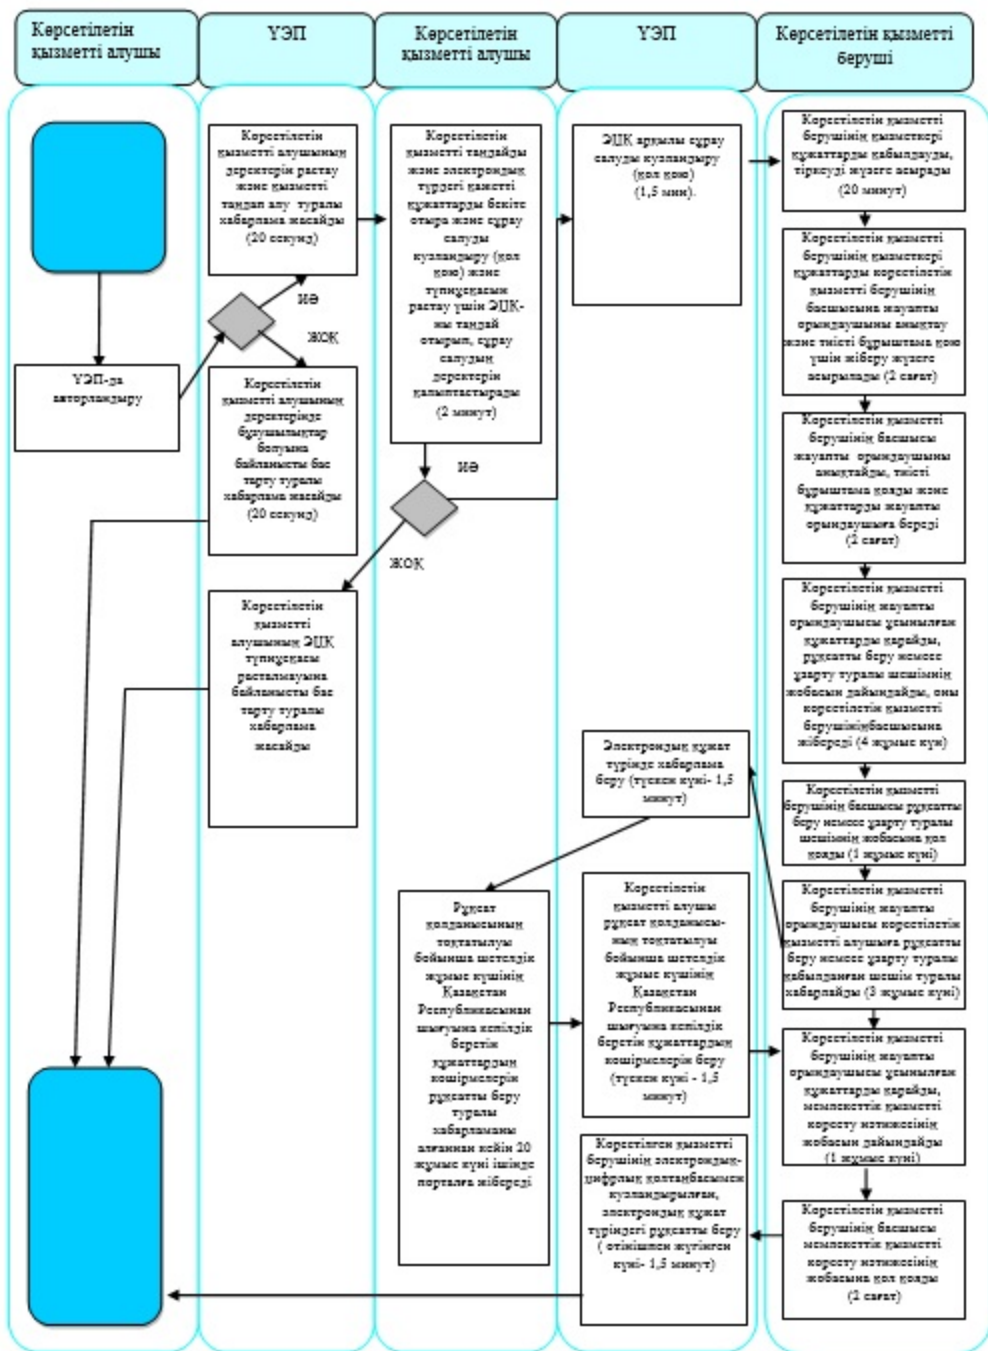 Көрсетілетін
қызметті алушы
ҮЭП
Көрсетілетін
қызметті алушы
ҮЭП
Көрсетілетін қызметті
беруші
ҮЭП-да
авторландыру
Көрсетілетін
қызметті алушының
деректерін растау
және қызметті
таңдап алу туралы
хабарлама жасайды
(20 секунд)
иә
жоқ
Көрсетілетін
қызметті алушының
деректерінде
бұзушылықтар
болуына
байланысты бас
тарту туралы
хабарлама жасайды
(20 секунд)
Көрсетілетін
қызметті
алушының ЭЦҚ
түпнұсқасы
расталмауына
байланысты бас
тарту туралы
хабарлама
жасайды
Көрсетілетін
қызметті таңдайды
және электрондық
түрдегі қажетті
құжаттарды бекіте
отыра және сұрау
салуды
куәландыру (қол
қою) және
түпнұсқасын
растау үшін ЭЦҚ-
ны таңдай
отырып, сұрау
салудың
деректерін
қалыптастырады
(2 минут)
иә
жоқ
Рұқсат
қолданысының
тоқтатылуы
бойынша шетелдік
жұмыс күшінің
Қазақстан
Республикасынан
шығуына кепілдік
беретін
құжаттардың
көшірмелерін
рұқсатты беру
туралы
хабарламаны
алғаннан кейін 20
жұмыс күні ішінде
порталға жібереді
ЭЦҚ арқылы сұрау
салуды куәландыру
(қол қою)
(1,5 мин).
Электрондық құжат
түрінде хабарлама
беру (түскен күні- 1,5
минут)
Көрсетілетін
қызметті алушы
рұқсат қолданысы-
ның тоқтатылуы
бойынша шетелдік
жұмыс күшінің
Қазақстан
Республикасынан
шығуына кепілдік
беретін құжаттардың
көшірмелерін беру
(түскен күні - 1,5
минут)
Көрсетілген қызметті
берушінің электрондық-
цифрлық қолтаңбасымен
куәландырылған,
электрондық құжат
түріндегі рұқсатты беру
( өтінішпен жүгінген
күні- 1,5 минут)
Көрсетілетін қызметті
берушінің қызметкері
құжаттарды қабылдауды,
тіркеуді жүзеге асырады
(20 минут)
Көрсетілетін қызметті
берушінің қызметкері
құжаттарды көрсетілетін
қызметті берушінің
басшысына жауапты
орындаушыны анықтау
және тиісті бұрыштама қою
үшін жіберу жүзеге
асырылады (2 сағат)
Көрсетілетін қызметті
берушінің басшысы
жауапты орындаушыны
анықтайды, тиісті
бұрыштама қояды және
құжаттарды жауапты
орындаушыға береді
(2 сағат)
Көрсетілетін қызметті
берушінің жауапты
орындаушысы ұсынылған
құжаттарды қарайды,
рұқсатты беру немесе
ұзарту туралы шешімнің
жобасын дайындайды, оны
көрсетілетін қызметті
берушініңбасшысына
жібереді (4 жұмыс күн)
Көрсетілетін қызметті
берушінің басшысы рұқсатты
беру немесе ұзарту туралы
шешімнің жобасына қол
қояды (1 жұмыс күні)
Көрсетілетін қызметті
берушінің жауапты
орындаушысы көрсетілетін
қызметті алушыға рұқсатты
беру немесе ұзарту туралы
қабылданған шешім туралы
хабарлайды (3 жұмыс күні)
Көрсетілетін қызметті
берушінің жауапты
орындаушысы ұсынылған
құжаттарды қарайды,
мемлекеттік қызметті
көрсету нәтижесінің
жобасын дайындайды
(1 жұмыс күні)
Көрсетілетін қызметті
берушінің басшысы
мемлекеттік қызметті
көрсету нәтижесінің
жобасына қол қояды
(2 сағат)